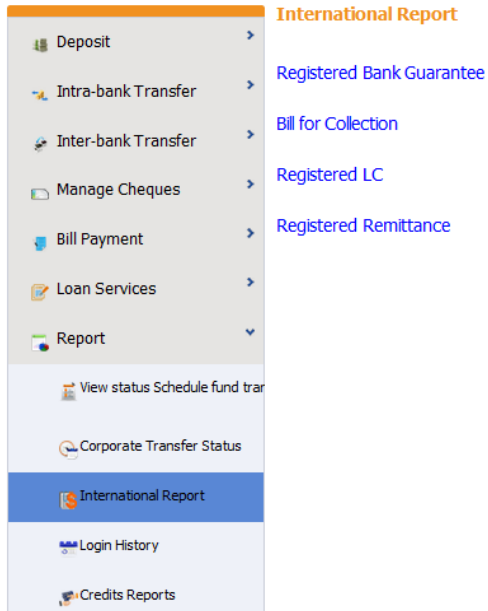 Deposit
Intra-bank Transfer
Inter-bank Transfer
Manage Cheques
Bill Payment
Loan Services
Report
View status Schedule fund tran
Corporate Transfer Status
International Report
Login History
Credits Reports
International Report
Registered Bank Guarantee
Bill for Collection
Registered LC
Registered Remittance